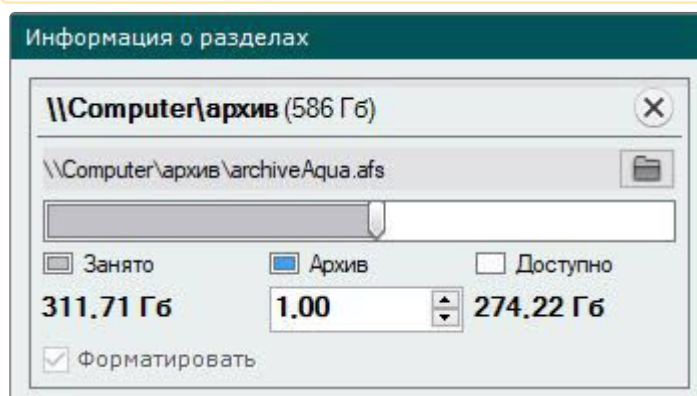 Информация о разделах
\\Computer\архив (586 Гб)
\\Computer\архив\archiveAqua.afs
Занято Архив Доступно
311.71 Гб 1.00 274.22 Гб
Форматировать